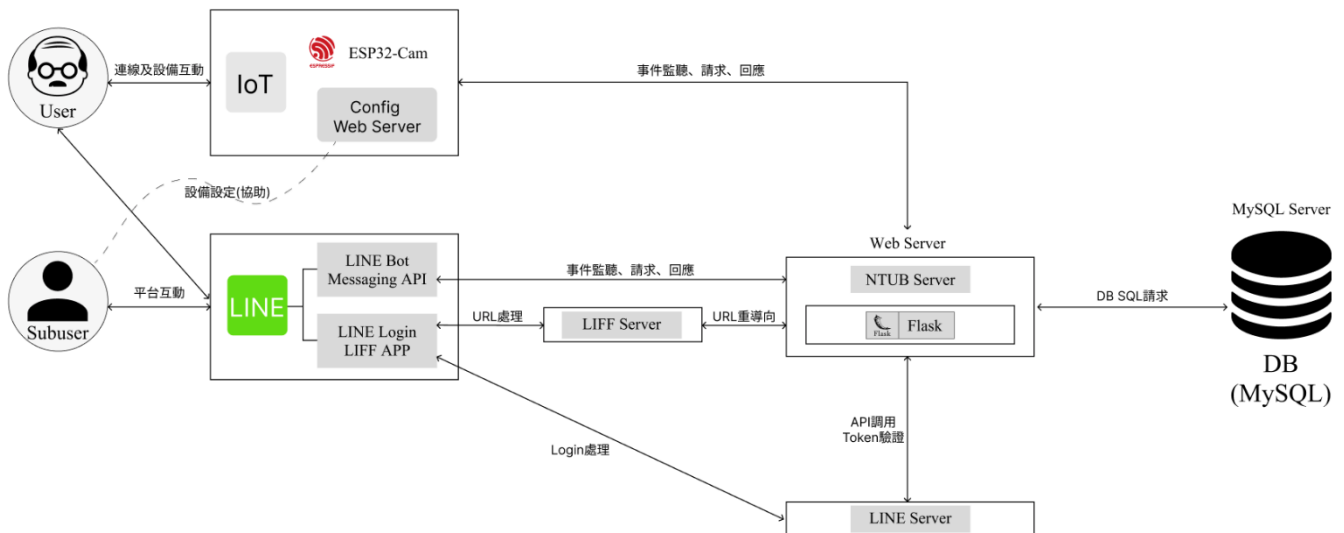 User
連線及設備互動
IoT
ESPRESSIF
ESP32-Cam
Config
Web Server
事件監聽、請求、回應
設備設定(協助)
Subuser
平台互動
LINE
LINE Bot
Messaging API
LINE Login
LIFF APP
事件監聽、請求、回應
URL處理
LIFF Server
URL重導向
Web Server
NTUB Server
Flask
Flask
DB SQL請求
MySQL Server
DB
(MySQL)
Login處理
API調用
Token驗證
LINE Server